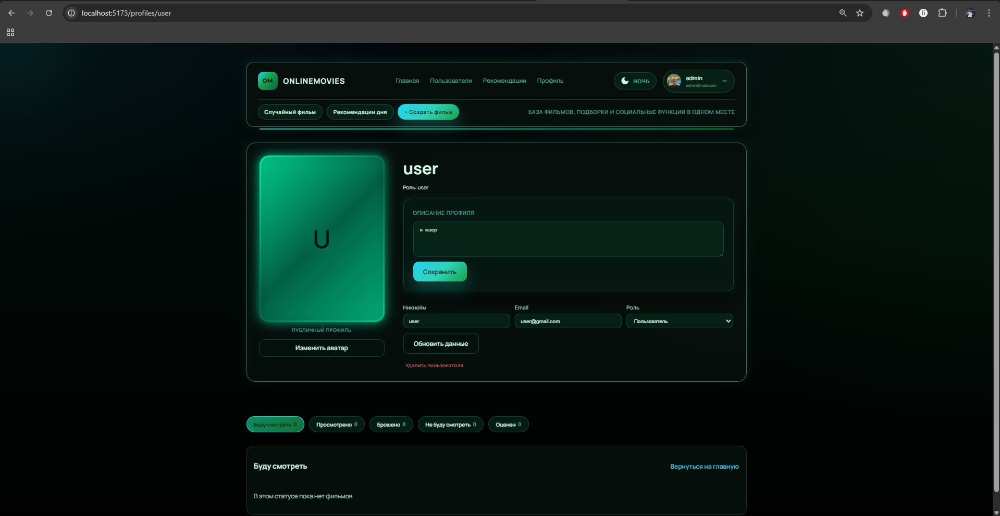 localhost:5173/profiles/user
OM ONLINEMOVIES
Главная Пользователи Рекомендации Профиль
НОЧЬ
admin
admin@mail.com
Случайный фильм Рекомендации дня + Создать фильм
БАЗА ФИЛЬМОВ, ПОДБОРКИ И СОЦИАЛЬНЫЕ ФУНКЦИИ В ОДНОМ МЕСТЕ
U
ПУБЛИЧНЫЙ ПРОФИЛЬ
Изменить аватар
user
Роль: user
ОПИСАНИЕ ПРОФИЛЯ
я юзер
Сохранить
Никнейм Email Роль
user user@gmail.com Пользователь
Обновить данные
Удалить пользователя
Буду смотреть 0 Просмотрено 0 Брошено 0 Не буду смотреть 0 Оценен 0
Буду смотреть Вернуться на главную
В этом статусе пока нет фильмов.